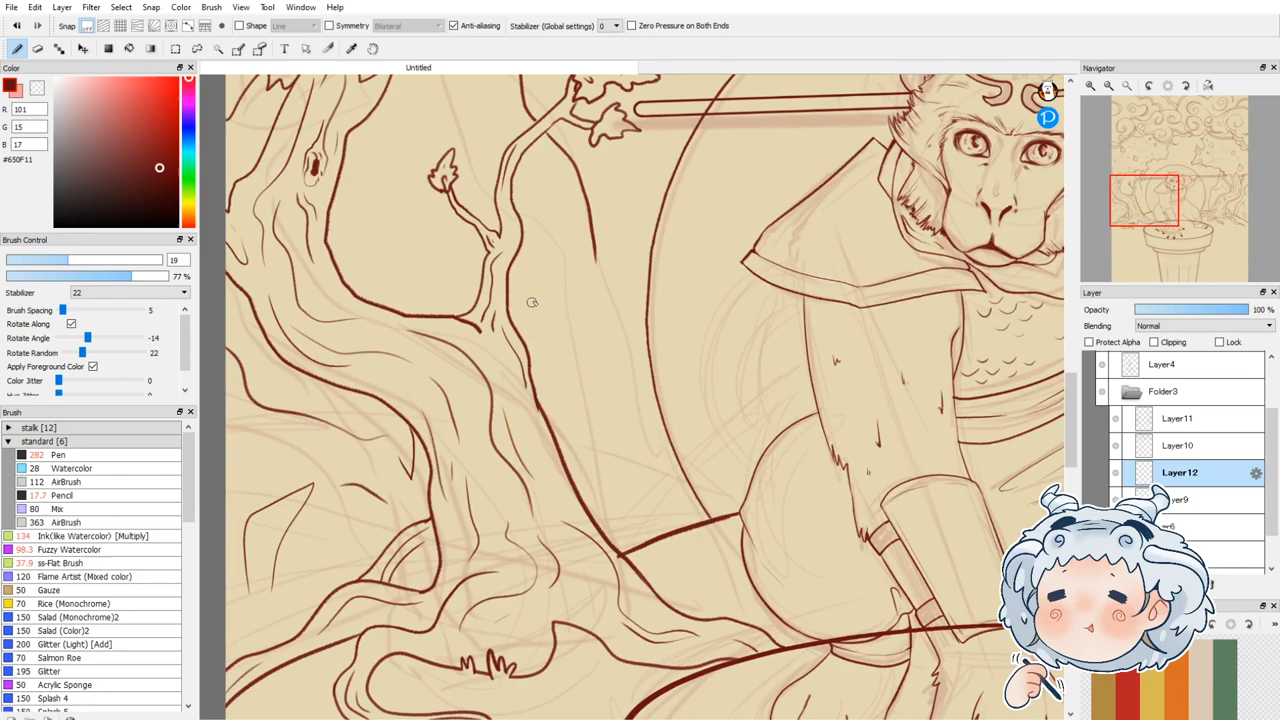 File Edit Layer Filter Select Snap Color Brush View Tool Window Help
Snap off Shape Line Symmetry Bilateral Anti-aliasing Stabilizer (Global settings) 0 Zero Pressure on Both Ends
Color
Untitled
Navigator
R 101
G 15
B 17
#650F11
Brush Control
19
77 %
Stabilizer 22
Brush Spacing 5
Rotate Along
Rotate Angle -14
Rotate Random 22
Apply Foreground Color
Color Jitter 0
Brush
stalk [12]
standard [6]
282 Pen
28 Watercolor
112 AirBrush
17.7 Pencil
80 Mix
363 AirBrush
134 Ink(like Watercolor) [Multiply]
98.3 Fuzzy Watercolor
37.9 ss-Flat Brush
120 Flame Artist (Mixed color)
50 Gauze
70 Rice (Monochrome)
150 Salad (Monochrome)2
150 Salad (Color)2
200 Glitter (Light) [Add]
70 Salmon Roe
195 Glitter
50 Acrylic Sponge
150 Splash 4
Layer
Opacity 100 %
Blending Normal
Protect Alpha Clipping Lock
Layer4
Folder3
Layer11
Layer10
Layer12